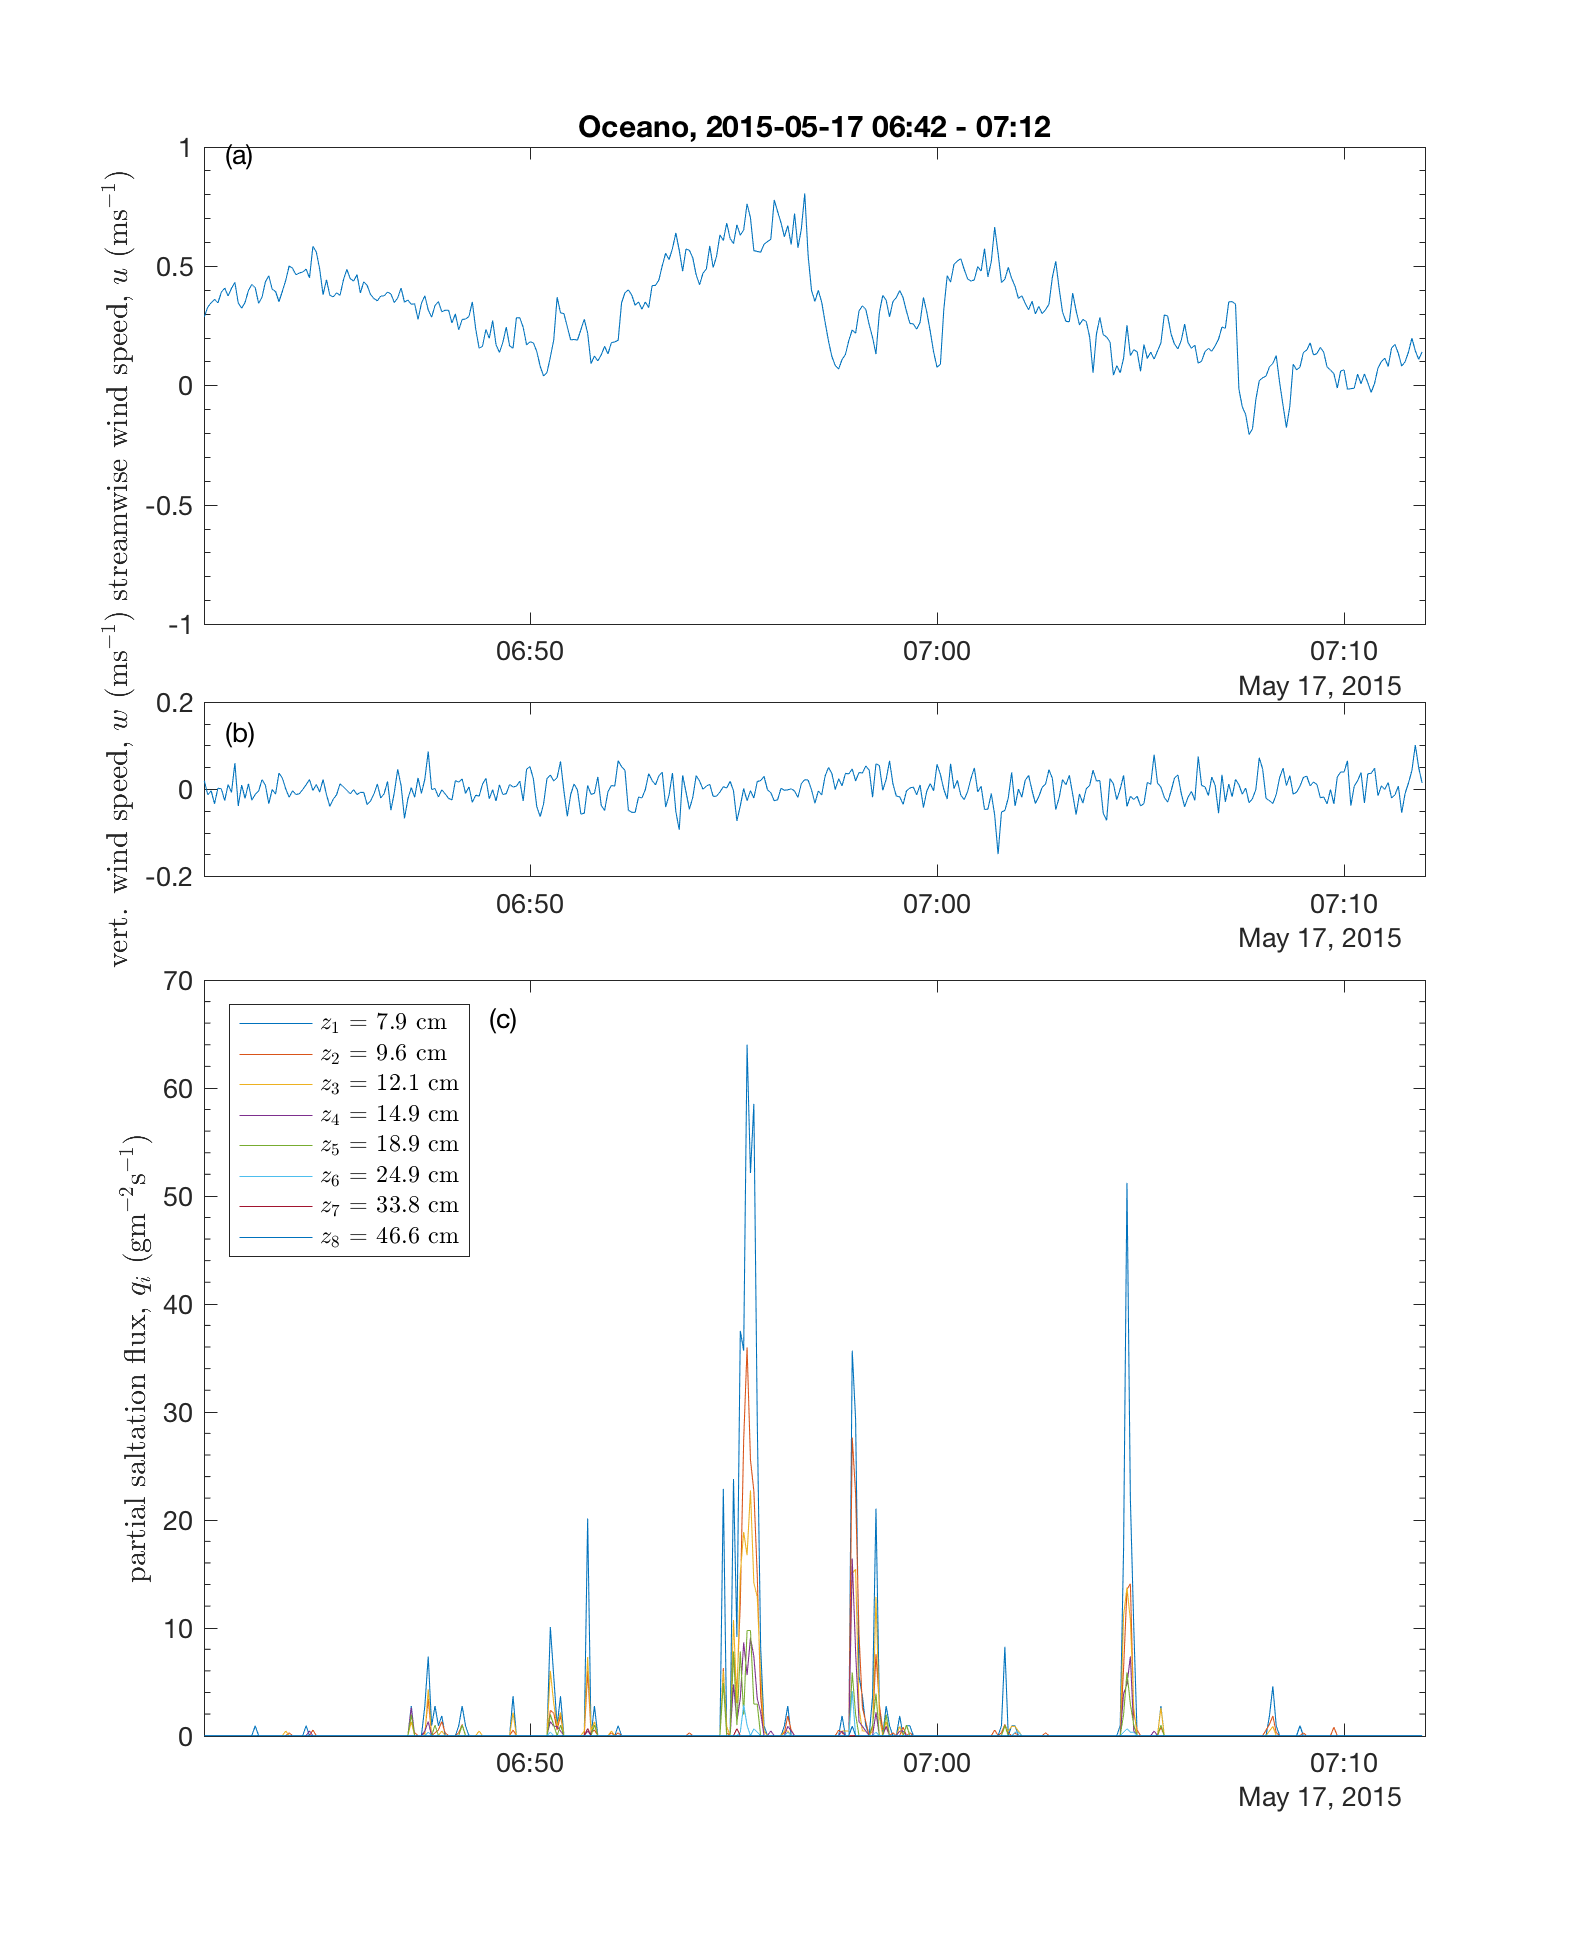 Oceano, 2015-05-17 06:42 - 07:12
(a)
streamwise wind speed, u (ms⁻¹)
1
0.5
0
-0.5
-1
06:50 07:00 07:10
May 17, 2015
(b)
vert. wind speed, w (ms⁻¹)
0.2
0
-0.2
06:50 07:00 07:10
May 17, 2015
(c)
partial saltation flux, qᵢ (gm⁻²s⁻¹)
70
60
50
40
30
20
10
0
z₁ = 7.9 cm
z₂ = 9.6 cm
z₃ = 12.1 cm
z₄ = 14.9 cm
z₅ = 18.9 cm
z₆ = 24.9 cm
z₇ = 33.8 cm
z₈ = 46.6 cm
06:50 07:00 07:10
May 17, 2015